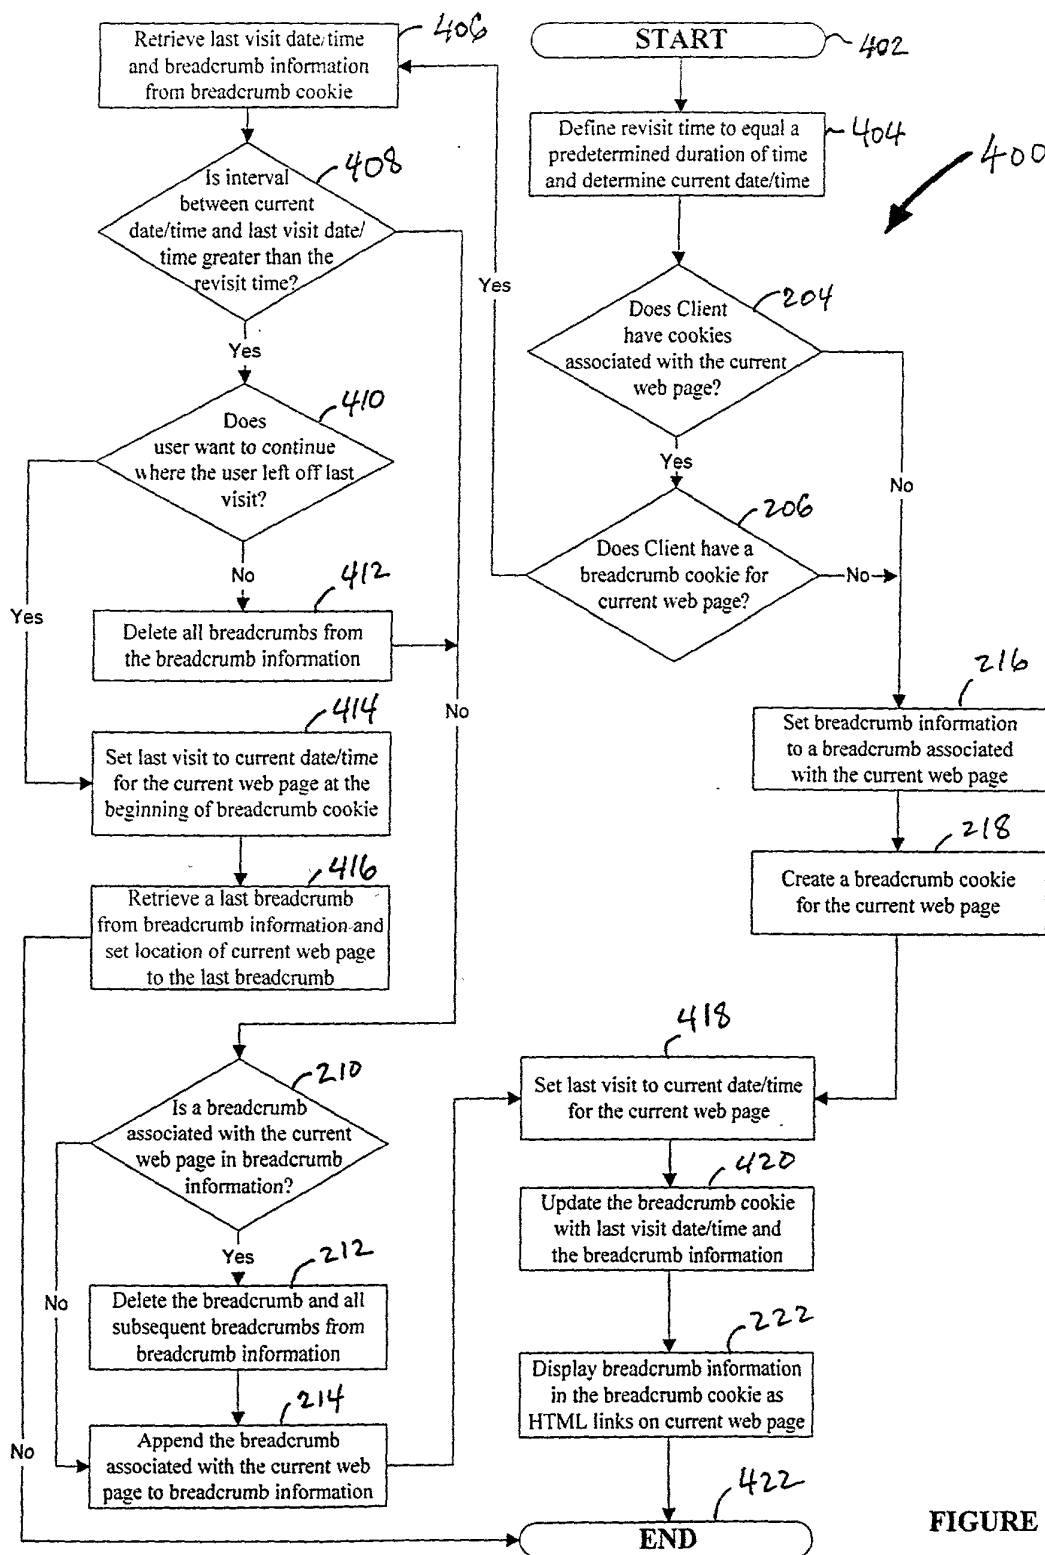 START
402
Define revisit time to equal a
predetermined duration of time
and determine current date/time
404
400
Does Client
have cookies
associated with the current
web page?
204
Yes
No
Does Client have a
breadcrumb cookie for
current web page?
206
Yes
No
Retrieve last visit date/time
and breadcrumb information
from breadcrumb cookie
406
Is interval
between current
date/time and last visit date/
time greater than the
revisit time?
408
Yes
No
Does
user want to continue
where the user left off last
visit?
410
Yes
No
Delete all breadcrumbs from
the breadcrumb information
412
Set last visit to current date/time
for the current web page at the
beginning of breadcrumb cookie
414
Retrieve a last breadcrumb
from breadcrumb information and
set location of current web page
to the last breadcrumb
416
No
Is a breadcrumb
associated with the current
web page in breadcrumb
information?
210
Yes
No
Delete the breadcrumb and all
subsequent breadcrumbs from
breadcrumb information
212
Append the breadcrumb
associated with the current web
page to breadcrumb information
214
Set breadcrumb information
to a breadcrumb associated
with the current web page
216
Create a breadcrumb cookie
for the current web page
218
Set last visit to current date/time
for the current web page
418
Update the breadcrumb cookie
with last visit date/time and
the breadcrumb information
420
Display breadcrumb information
in the breadcrumb cookie as
HTML links on current web page
222
END
422
FIGURE